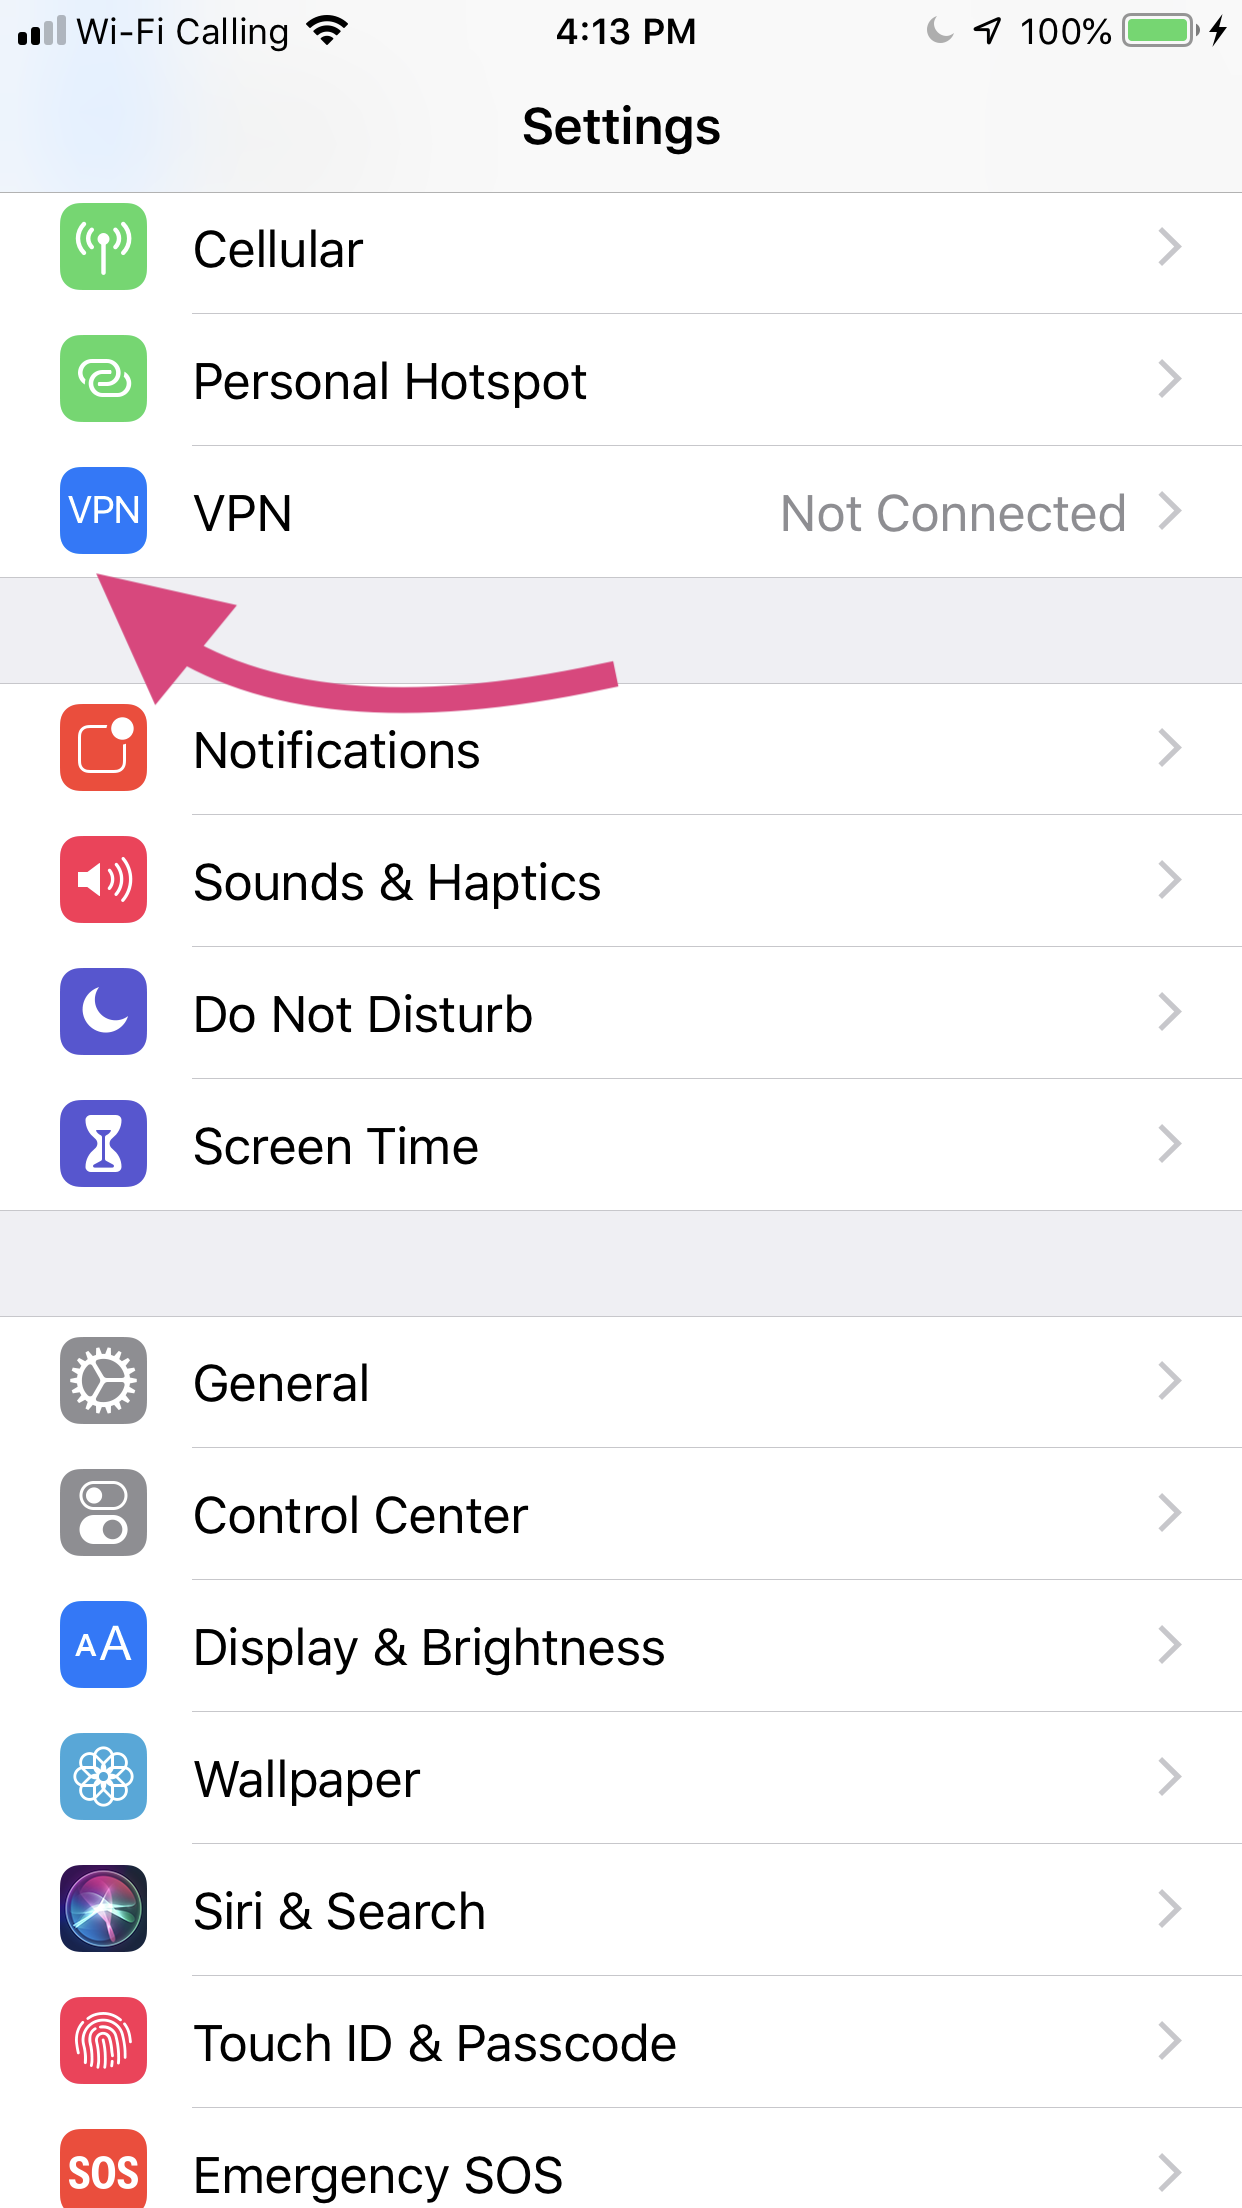 Wi-Fi Calling 4:13 PM 100%
Settings
Cellular
Personal Hotspot
VPN VPN Not Connected
Notifications
Sounds & Haptics
Do Not Disturb
Screen Time
General
Control Center
AA Display & Brightness
Wallpaper
Siri & Search
Touch ID & Passcode
SOS Emergency SOS